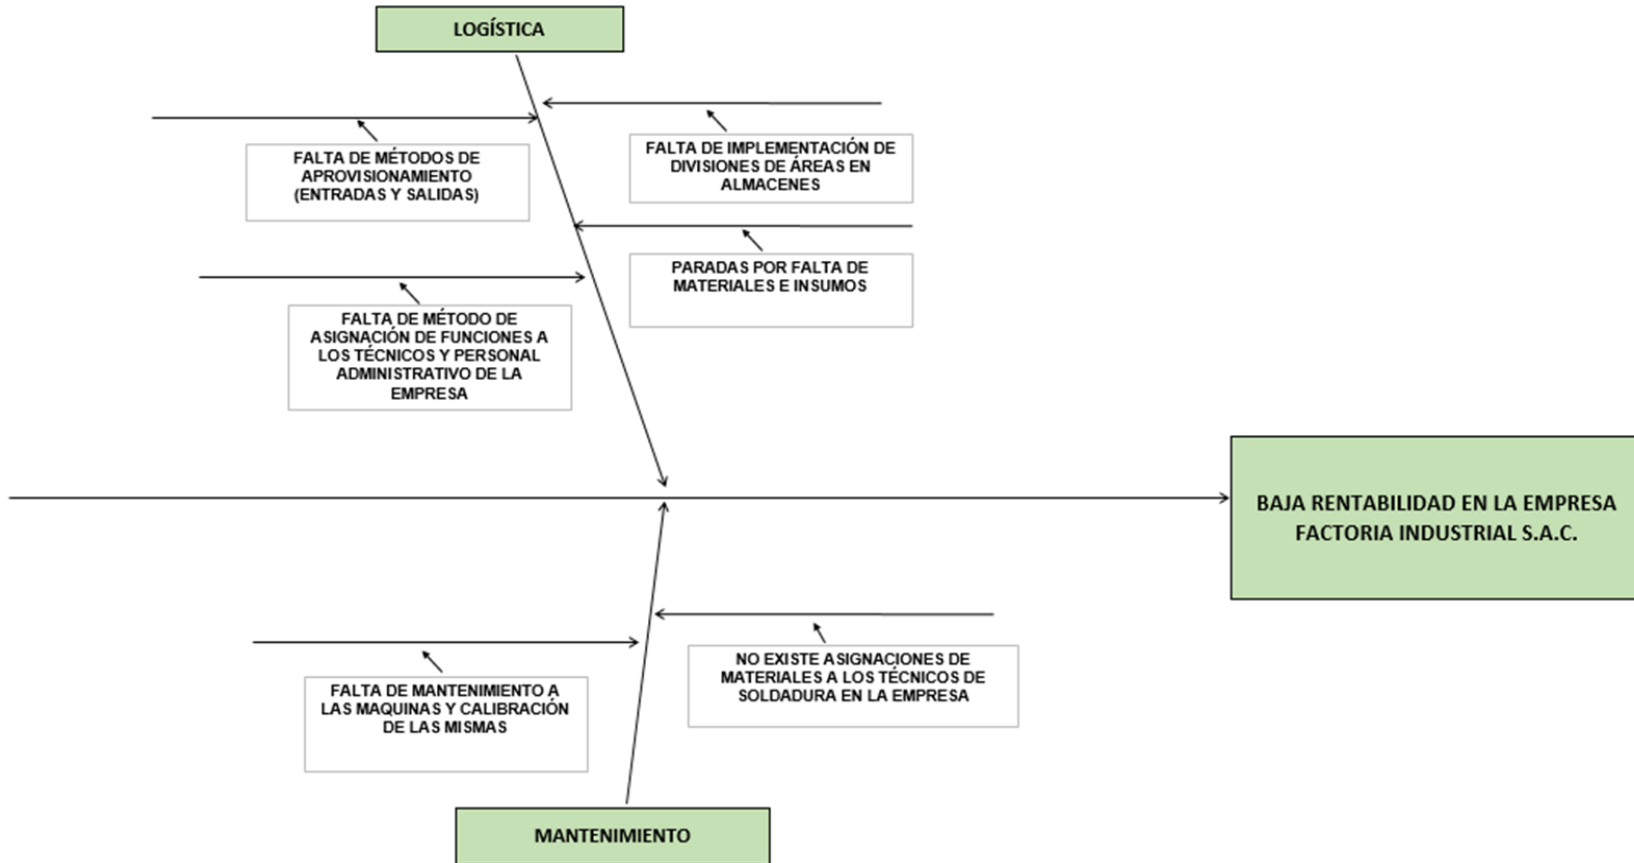 LOGÍSTICA
FALTA DE MÉTODOS DE
APROVISIONAMIENTO
(ENTRADAS Y SALIDAS)
FALTA DE IMPLEMENTACIÓN DE
DIVISIONES DE ÁREAS EN
ALMACENES
PARADAS POR FALTA DE
MATERIALES E INSUMOS
FALTA DE MÉTODO DE
ASIGNACIÓN DE FUNCIONES A
LOS TÉCNICOS Y PERSONAL
ADMINISTRATIVO DE LA
EMPRESA
BAJA RENTABILIDAD EN LA EMPRESA
FACTORIA INDUSTRIAL S.A.C.
FALTA DE MANTENIMIENTO A
LAS MAQUINAS Y CALIBRACIÓN
DE LAS MISMAS
NO EXISTE ASIGNACIONES DE
MATERIALES A LOS TÉCNICOS DE
SOLDADURA EN LA EMPRESA
MANTENIMIENTO